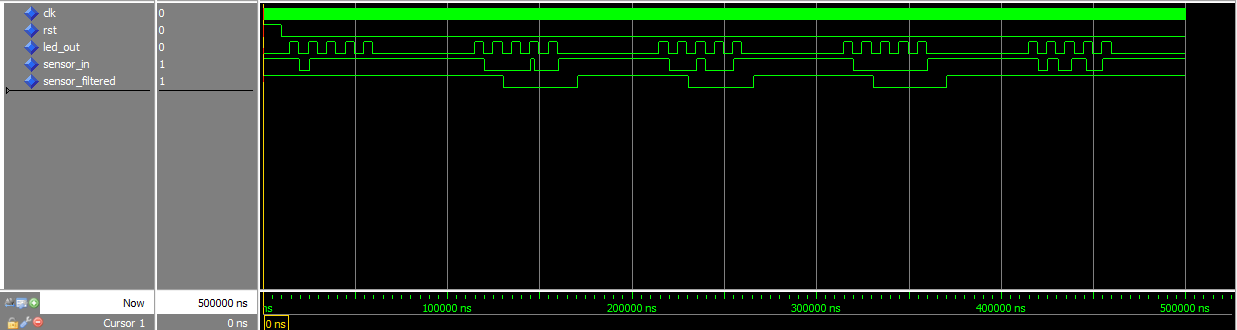 clk 0
rst 0
led_out 0
sensor_in 1
sensor_filtered 1
Now 500000 ns
ns 100000 ns 200000 ns 300000 ns 400000 ns 500000 ns
Cursor 1 0 ns
0 ns